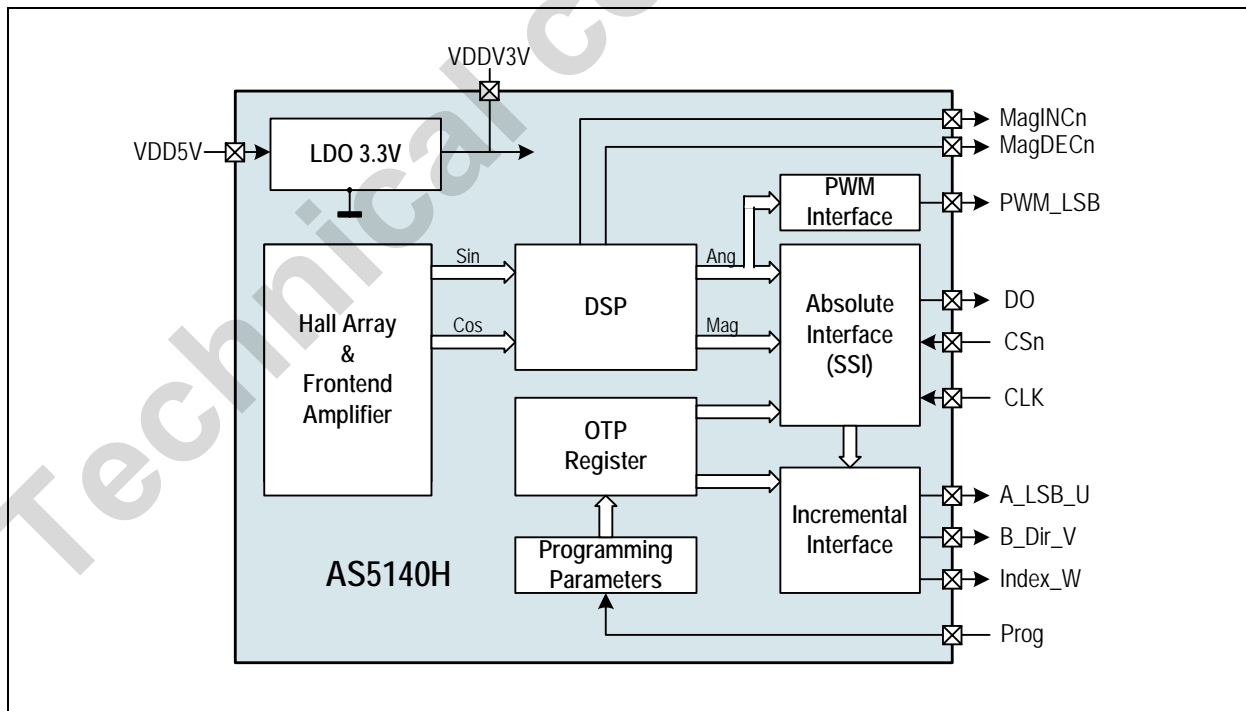 VDDV3V
VDD5V
LDO 3.3V
MagINCn
MagDECn
PWM
Interface
PWM_LSB
Hall Array
&
Frontend
Amplifier
Sin
Cos
DSP
Ang
Mag
Absolute
Interface
(SSI)
DO
CSn
CLK
OTP
Register
Incremental
Interface
A_LSB_U
B_Dir_V
Index_W
Programming
Parameters
Prog
AS5140H
Technical co